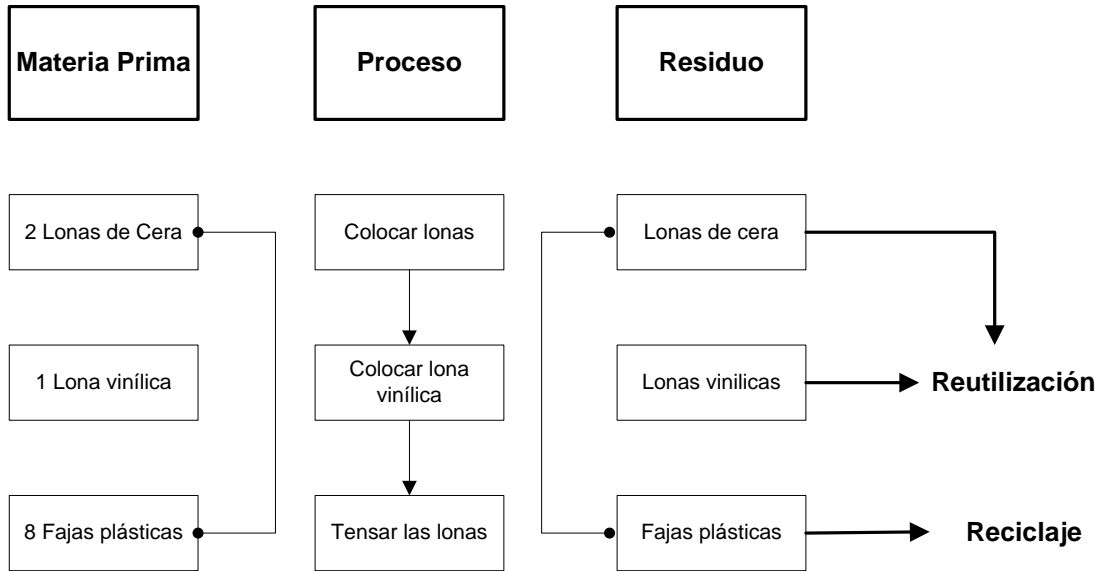 Materia Prima
Proceso
Residuo
2 Lonas de Cera
Colocar lonas
Lonas de cera
1 Lona vinílica
Colocar lona
vinílica
Lonas vinilicas
Reutilización
8 Fajas plásticas
Tensar las lonas
Fajas plásticas
Reciclaje